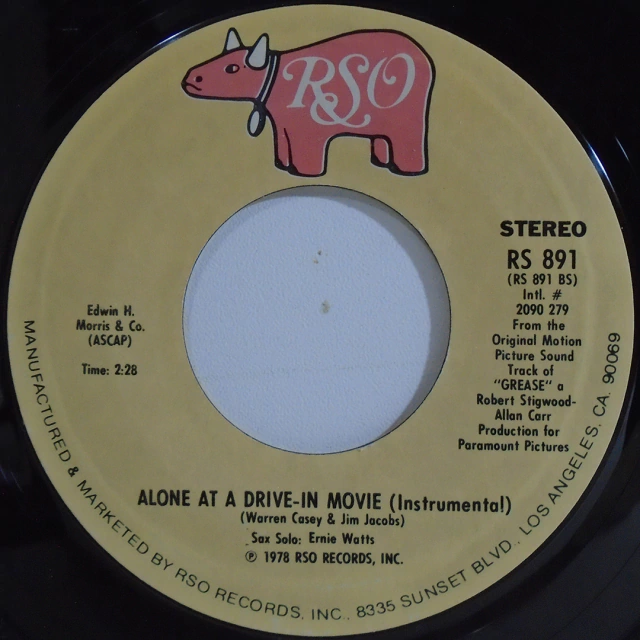 RSO
STEREO
RS 891
(RS 891 BS)
Intl. #
2090 279
From the
Original Motion
Picture Sound
Track of
"GREASE" a
Robert Stigwood-
Allan Carr
Production for
Paramount Pictures
Edwin H.
Morris & Co.
(ASCAP)
Time: 2:28
ALONE AT A DRIVE-IN MOVIE (Instrumental)
(Warren Casey & Jim Jacobs)
Sax Solo: Ernie Watts
℗ 1978 RSO RECORDS, INC.
MANUFACTURED & MARKETED BY RSO RECORDS, INC., 8335 SUNSET BLVD. LOS ANGELES, CA. 90069